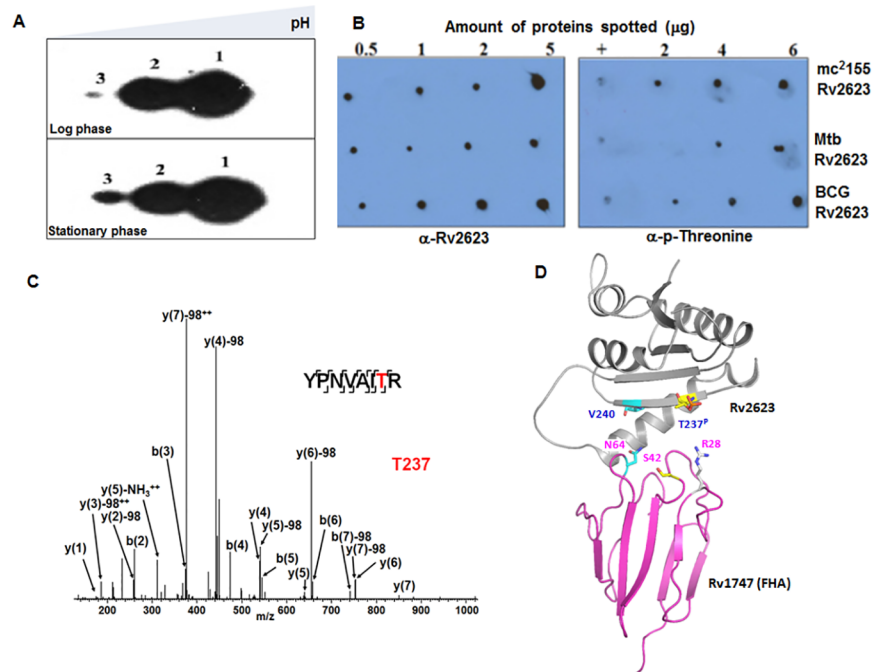 A
pH
3
2
1
Log phase
3
2
1
Stationary phase
B
Amount of proteins spotted (µg)
0.5 1 2 5
+ 2 4 6
mc²155
Rv2623
Mtb
Rv2623
BCG
Rv2623
α-Rv2623
α-p-Threonine
C
y(7)-98⁺⁺
y(4)-98
YPNVAITR
T237
b(3)
y(6)-98
y(5)-NH₃⁺⁺
y(3)-98⁺⁺
y(2)-98
y(1)
b(2)
b(4)
y(4)
y(5)-98
b(5)
y(5)
b(6)
b(7)-98
y(7)-98
y(6)
y(7)
200 300 400 500 600 700 800 900 1000
m/z
D
V240
T237ᴾ
Rv2623
N64
S42
R28
Rv1747 (FHA)